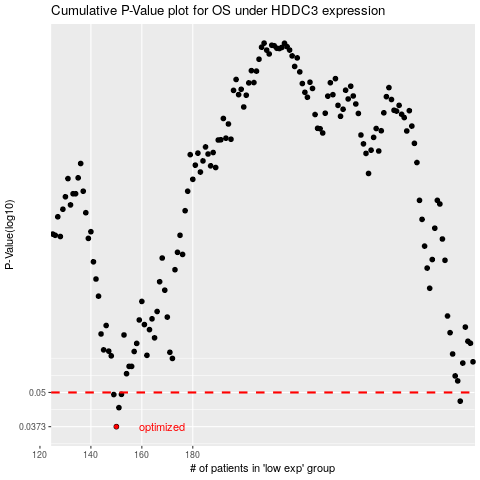 Cumulative P-Value plot for OS under HDDC3 expression
P-Value(log10)
0.05
0.0373
optimized
120 140 160 180
# of patients in 'low exp' group